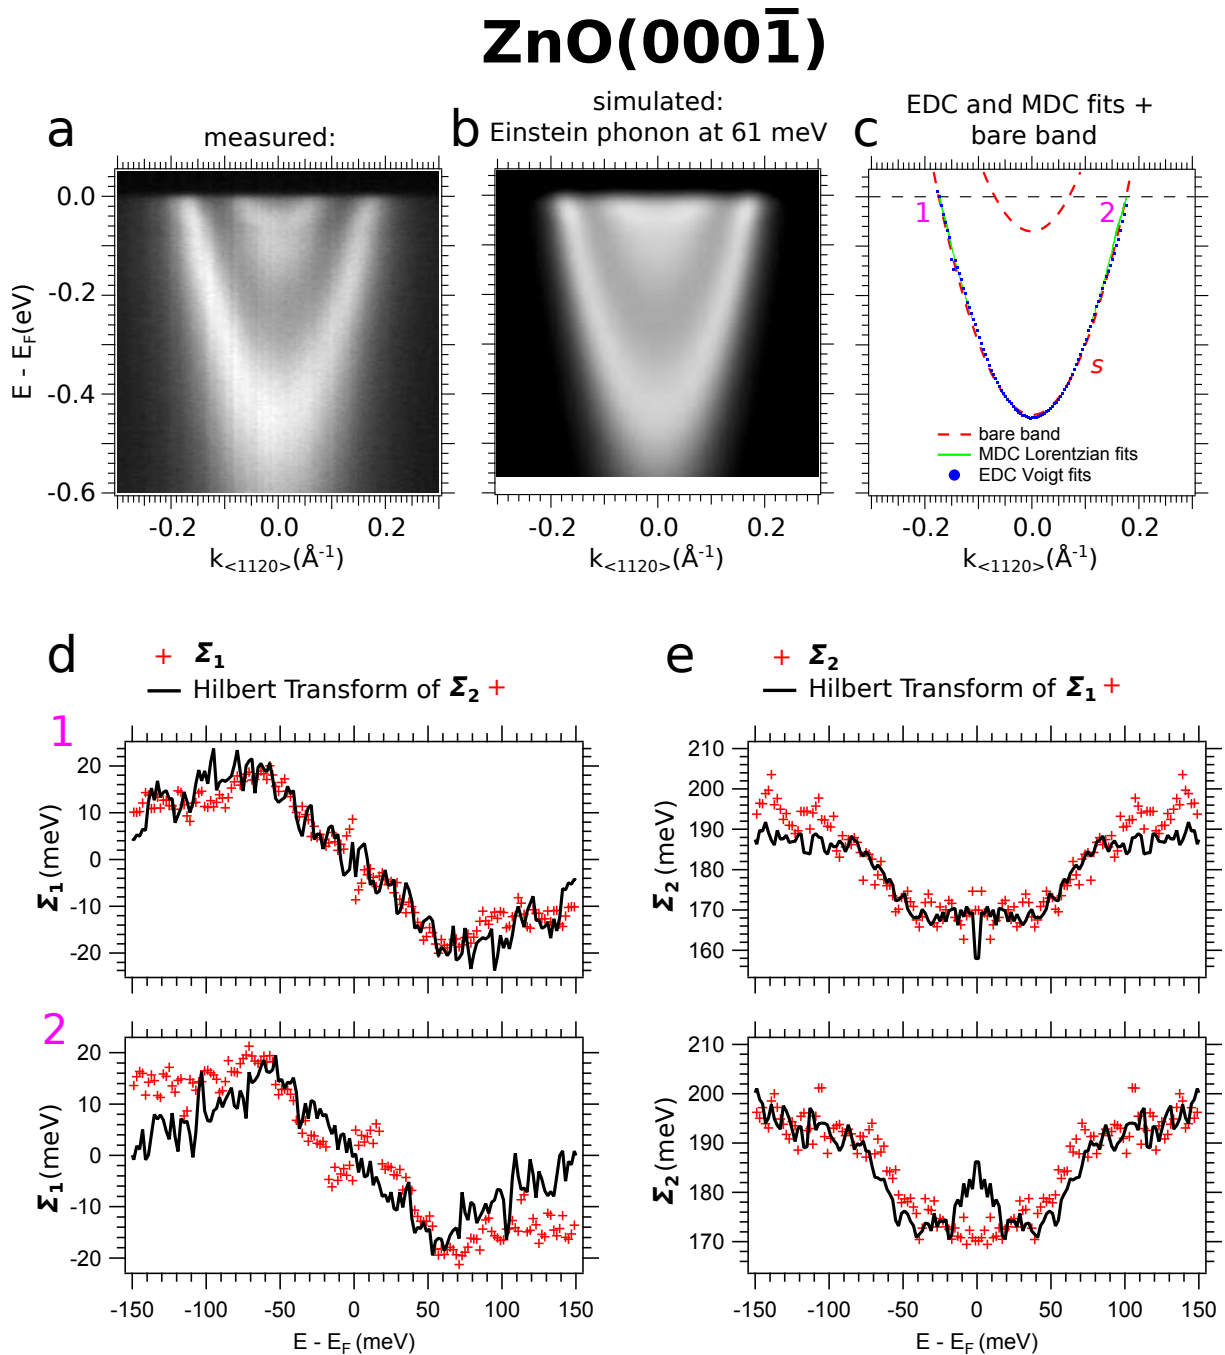 ZnO(0001̅)
a
measured:
b
simulated:
Einstein phonon at 61 meV
c
EDC and MDC fits +
bare band
0.0
-0.2
-0.4
-0.6
E - E_F(eV)
-0.2 0.0 0.2
k<1120>(Å⁻¹)
-0.2 0.0 0.2
k<1120>(Å⁻¹)
1
2
s
bare band
MDC Lorentzian fits
EDC Voigt fits
-0.2 0.0 0.2
k<1120>(Å⁻¹)
d
+ Σ₁
Hilbert Transform of Σ₂ +
e
+ Σ₂
Hilbert Transform of Σ₁ +
1
20
10
0
-10
-20
Σ₁(meV)
210
200
190
180
170
160
Σ₂(meV)
2
20
10
0
-10
-20
Σ₁(meV)
-150 -100 -50 0 50 100 150
E - E_F (meV)
210
200
190
180
170
Σ₂(meV)
-150 -100 -50 0 50 100 150
E - E_F (meV)